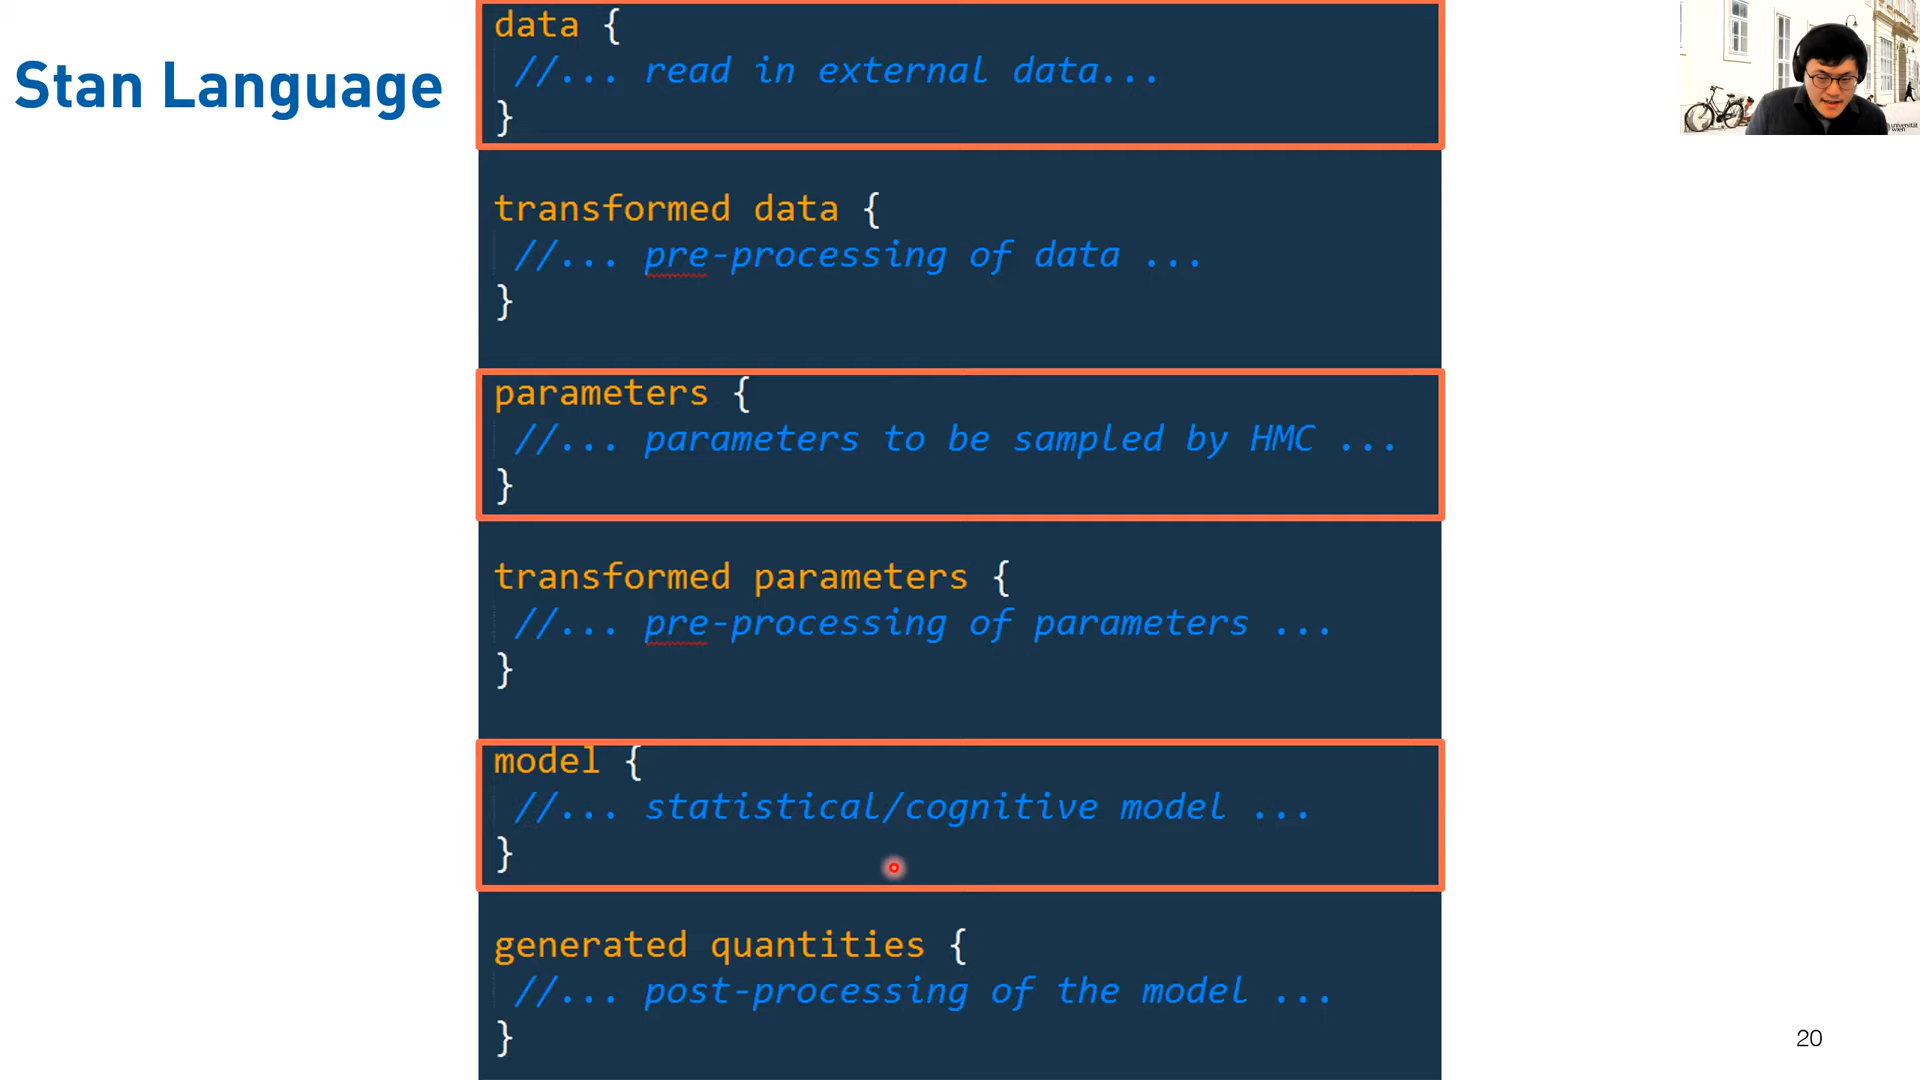 Stan Language
data {
//... read in external data...
}
transformed data {
//... pre-processing of data ...
}
parameters {
//... parameters to be sampled by HMC ...
}
transformed parameters {
//... pre-processing of parameters ...
}
model {
//... statistical/cognitive model ...
}
generated quantities {
//... post-processing of the model ...
}
universität
wien
20